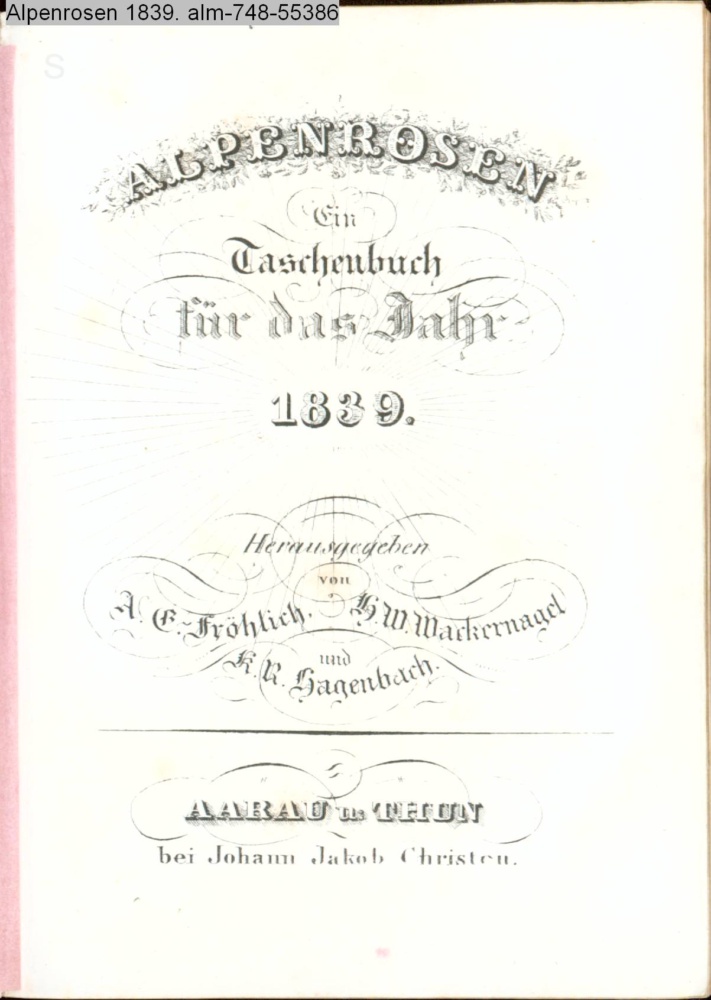 Alpenrosen 1839. alm-748-55386
S
ALPENROSEN
Ein
Taschenbuch
für das Jahr
1839.
Herausgegeben
von
A. E. Fröhlich, H. W. Wackernagel
und
K. R. Hagenbach.
AARAU u. THUN
bei Johann Jakob Christen.